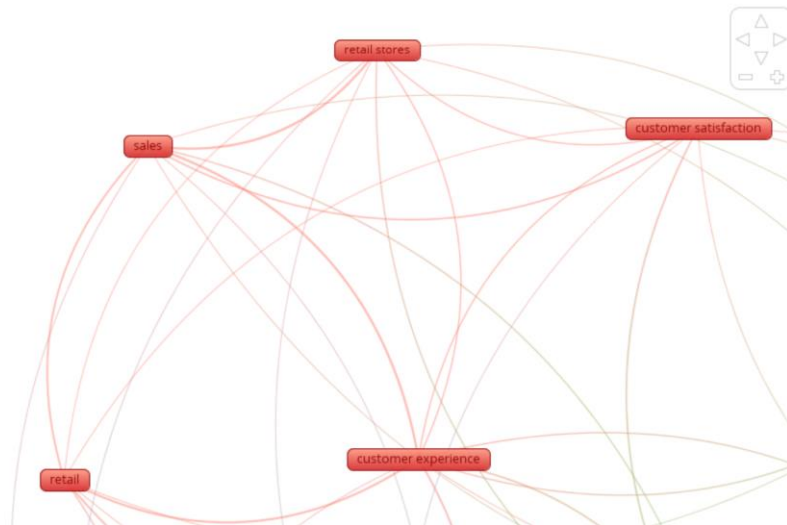 retail stores
customer satisfaction
sales
customer experience
retail